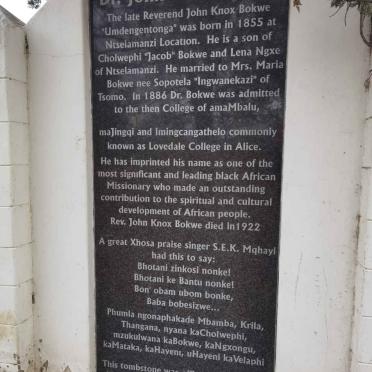 The late Reverend John Knox Bokwe
"Umdengentonga" was born in 1855 at
Ntselamanzi Location. He is a son of
Cholwephi "Jacob" Bokwe and Lena Ngxe
of Ntselamanzi. He married to Mrs. Maria
Bokwe nee Sopotela "Ingwanekazi" of
Tsomo. In 1886 Dr. Bokwe was admitted
to the then College of amaMbalu,
maJingqi and Imingcangathelo commonly
known as Lovedale College in Alice.
He has imprinted his name as one of the
most significant and leading black African
Missionary who made an outstanding
contribution to the spiritual and cultural
development of African people.
Rev. John Knox Bokwe died in1922
A great Xhosa praise singer S.E.K. Mqhayi
had this to say:
Bhotani zinkosi nonke!
Bhotani ke Bantu nonke!
Bon' obam ubom bonke,
Baba bobesizwe...
Phumla ngonaphakade Mbamba, Krila,
Thangana, nyana kaCholwephi,
mzukulwana kaBokwe, kaNgxongu,
kaMataka, kaHayeni, uHayeni kaVelaphi
This tombstone was